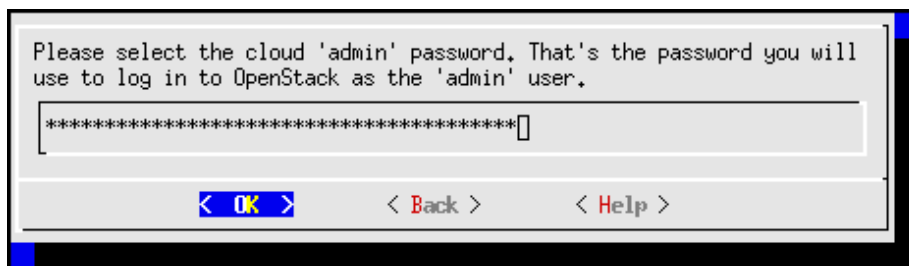 Please select the cloud 'admin' password. That's the password you will
use to log in to OpenStack as the 'admin' user.
****************************************
< OK > < Back > < Help >